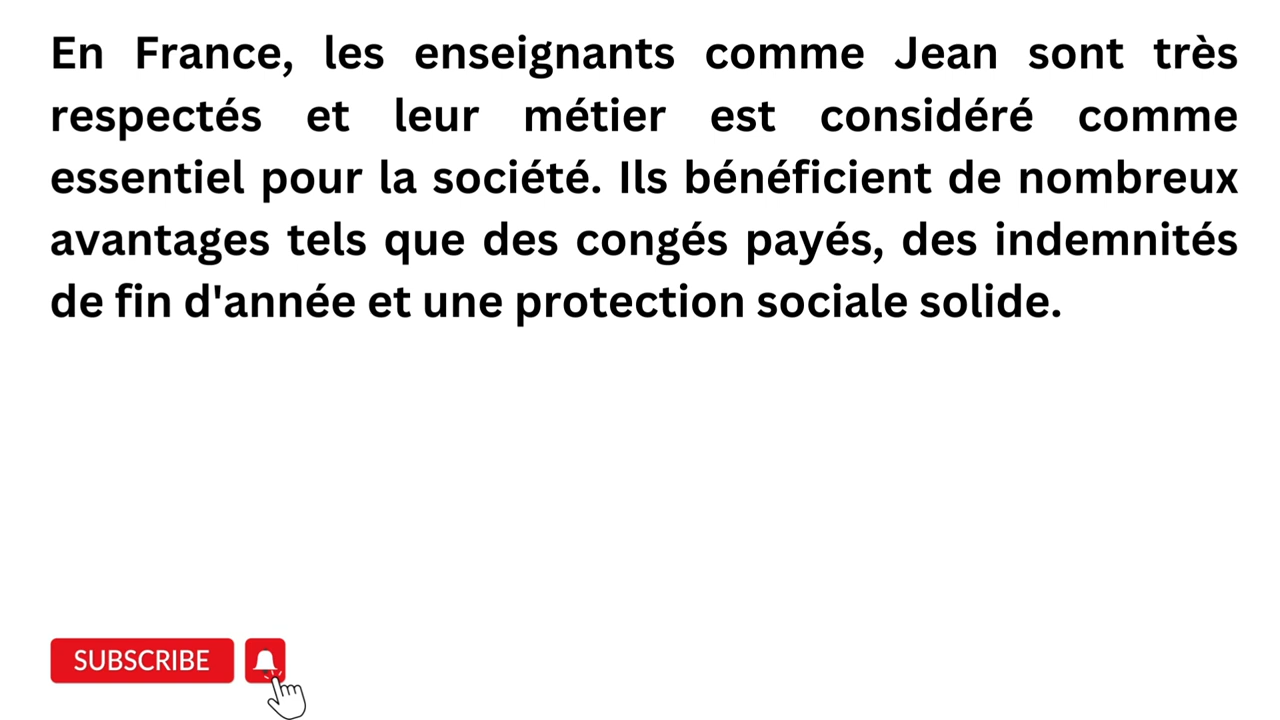 En France, les enseignants comme Jean sont très
respectés et leur métier est considéré comme
essentiel pour la société. Ils bénéficient de nombreux
avantages tels que des congés payés, des indemnités
de fin d'année et une protection sociale solide.
SUBSCRIBE